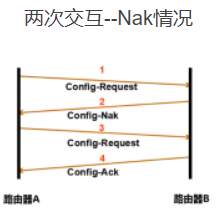 两次交互--Nak情况
1
Config-Request
2
Config-Nak
3
Config-Request
4
Config-Ack
路由器A 路由器B